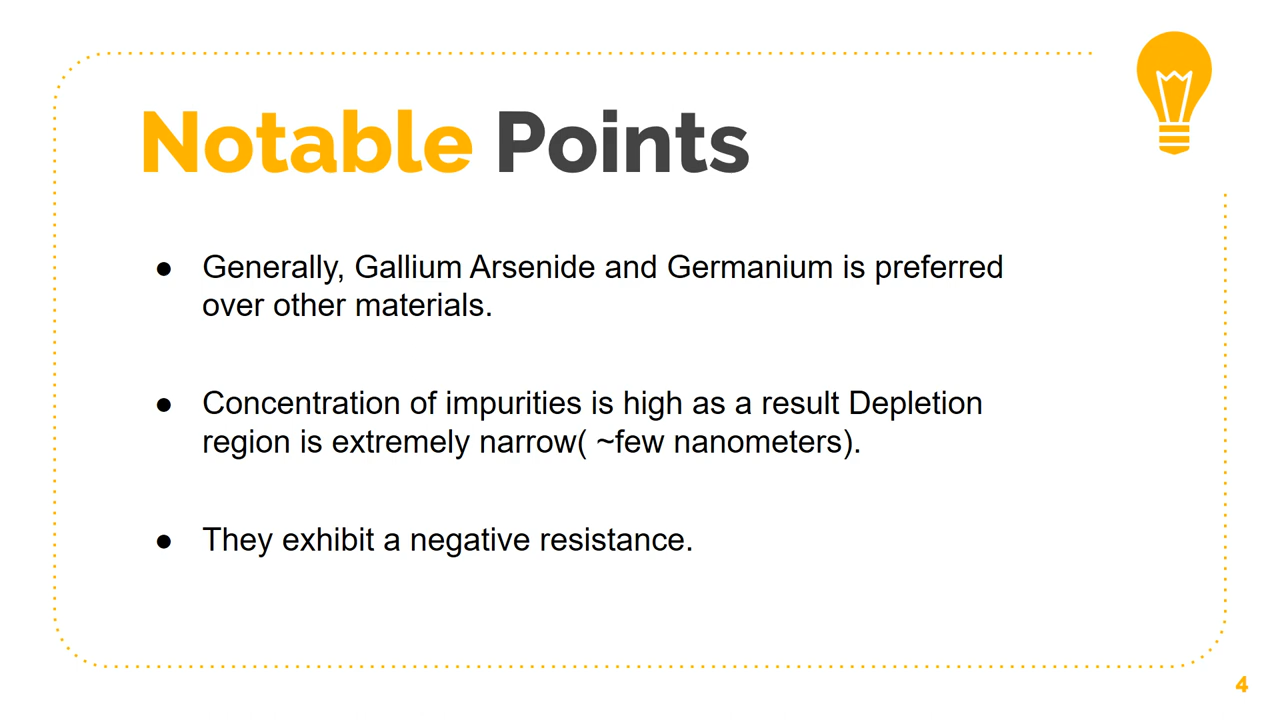 Notable Points
● Generally, Gallium Arsenide and Germanium is preferred
over other materials.
● Concentration of impurities is high as a result Depletion
region is extremely narrow( ~few nanometers).
● They exhibit a negative resistance.
4